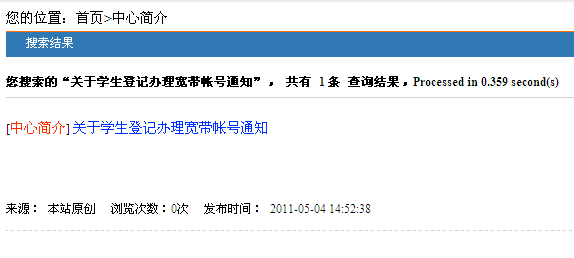 您的位置：首页>中心简介
搜索结果
您搜索的“关于学生登记办理宽带帐号通知”， 共有 1条 查询结果，Processed in 0.359 second(s)
[中心简介] 关于学生登记办理宽带帐号通知
来源： 本站原创 浏览次数：0次 发布时间： 2011-05-04 14:52:38